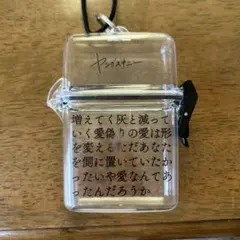 ヤングスキニー
増えてく灰と減って
いく愛偽りの愛は形
を変えるただあなた
を側に置いていたか
ったいや愛なんてあ
ったんだろうか